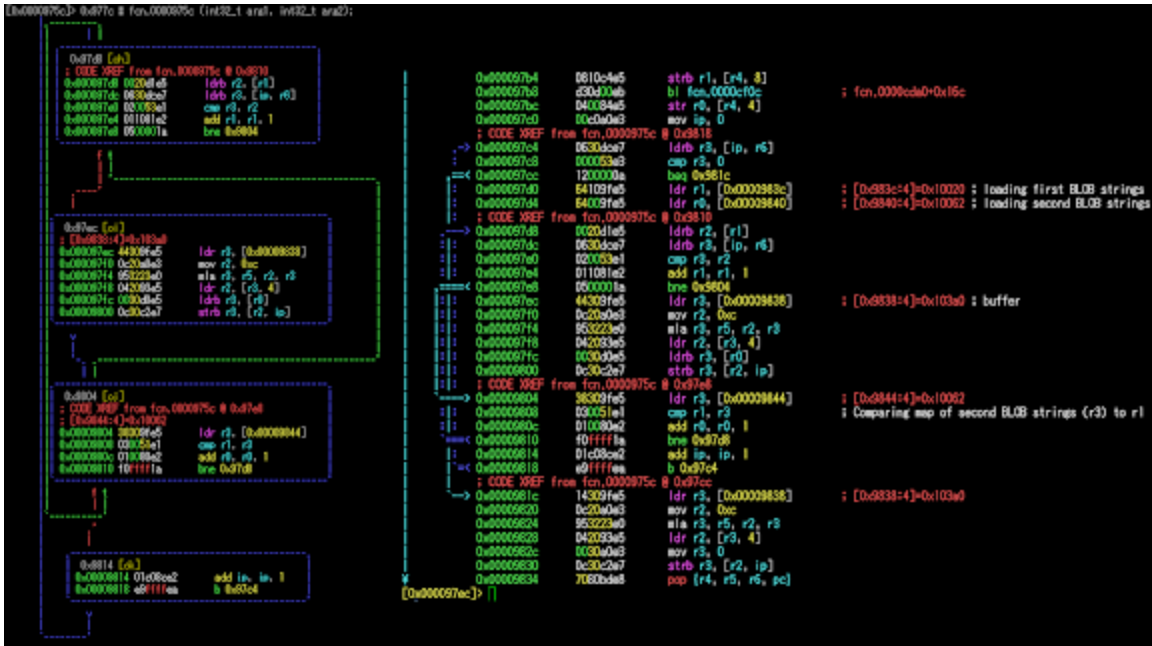 [0x0000975c]> 0x977c # fcn.0000975c (int32_t arg1, int32_t arg2);
0x97d8 [oh]
; CODE XREF from fcn.0000975c @ 0x9810
0x000097d8 0020d1e5 ldrb r2, [r1]
0x000097dc 0630dce7 ldrb r3, [ip, r6]
0x000097e0 020053e1 cmp r3, r2
0x000097e4 011081e2 add r1, r1, 1
0x000097e8 0500001a bne 0x9804
0x97ec [oi]
; [0x9838:4]=0x103a0
0x000097ec 44309fe5 ldr r3, [0x00009838]
0x000097f0 0c20a0e3 mov r2, 0xc
0x000097f4 953223e0 mla r3, r5, r2, r3
0x000097f8 042093e5 ldr r2, [r3, 4]
0x000097fc 0030d0e5 ldrb r3, [r0]
0x00009800 0c30c2e7 strb r3, [r2, ip]
0x9804 [oj]
; CODE XREF from fcn.0000975c @ 0x97e8
; [0x9844:4]=0x10062
0x00009804 38309fe5 ldr r3, [0x00009844]
0x00009808 030051e1 cmp r1, r3
0x0000980c 010080e2 add r0, r0, 1
0x00009810 f0ffff1a bne 0x97d8
0x9814 [ok]
0x00009814 01c08ce2 add ip, ip, 1
0x00009818 e9ffffea b 0x97c4
0x000097b4 0810c4e5 strb r1, [r4, 8]
0x000097b8 d30d00eb bl fcn.0000cf0c ; fcn.0000cda0+0x16c
0x000097bc 040084e5 str r0, [r4, 4]
0x000097c0 00c0a0e3 mov ip, 0
; CODE XREF from fcn.0000975c @ 0x9818
0x000097c4 0630dce7 ldrb r3, [ip, r6]
0x000097c8 000053e3 cmp r3, 0
0x000097cc 1200000a beq 0x981c
0x000097d0 64109fe5 ldr r1, [0x0000983c] ; [0x983c:4]=0x10020 ; loading first BLOB strings
0x000097d4 64009fe5 ldr r0, [0x00009840] ; [0x9840:4]=0x10062 ; loading second BLOB strings
; CODE XREF from fcn.0000975c @ 0x9810
0x000097d8 0020d1e5 ldrb r2, [r1]
0x000097dc 0630dce7 ldrb r3, [ip, r6]
0x000097e0 020053e1 cmp r3, r2
0x000097e4 011081e2 add r1, r1, 1
0x000097e8 0500001a bne 0x9804
0x000097ec 44309fe5 ldr r3, [0x00009838] ; [0x9838:4]=0x103a0 ; buffer
0x000097f0 0c20a0e3 mov r2, 0xc
0x000097f4 953223e0 mla r3, r5, r2, r3
0x000097f8 042093e5 ldr r2, [r3, 4]
0x000097fc 0030d0e5 ldrb r3, [r0]
0x00009800 0c30c2e7 strb r3, [r2, ip]
; CODE XREF from fcn.0000975c @ 0x97e8
0x00009804 38309fe5 ldr r3, [0x00009844] ; [0x9844:4]=0x10062
0x00009808 030051e1 cmp r1, r3 ; Comparing map of second BLOB strings (r3) to r1
0x0000980c 010080e2 add r0, r0, 1
0x00009810 f0ffff1a bne 0x97d8
0x00009814 01c08ce2 add ip, ip, 1
0x00009818 e9ffffea b 0x97c4
; CODE XREF from fcn.0000975c @ 0x97cc
0x0000981c 14309fe5 ldr r3, [0x00009838] ; [0x9838:4]=0x103a0
0x00009820 0c20a0e3 mov r2, 0xc
0x00009824 953223e0 mla r3, r5, r2, r3
0x00009828 042093e5 ldr r2, [r3, 4]
0x0000982c 0030a0e3 mov r3, 0
0x00009830 0c30c2e7 strb r3, [r2, ip]
0x00009834 7080bde8 pop {r4, r5, r6, pc}
[0x000097ec]>